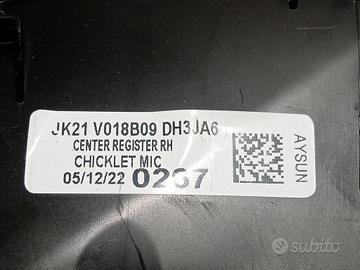 JK21 V018B09 DH3JA6
CENTER REGISTER RH
CHICKLET MIC
05/12/22 0267
AYSUN
subito